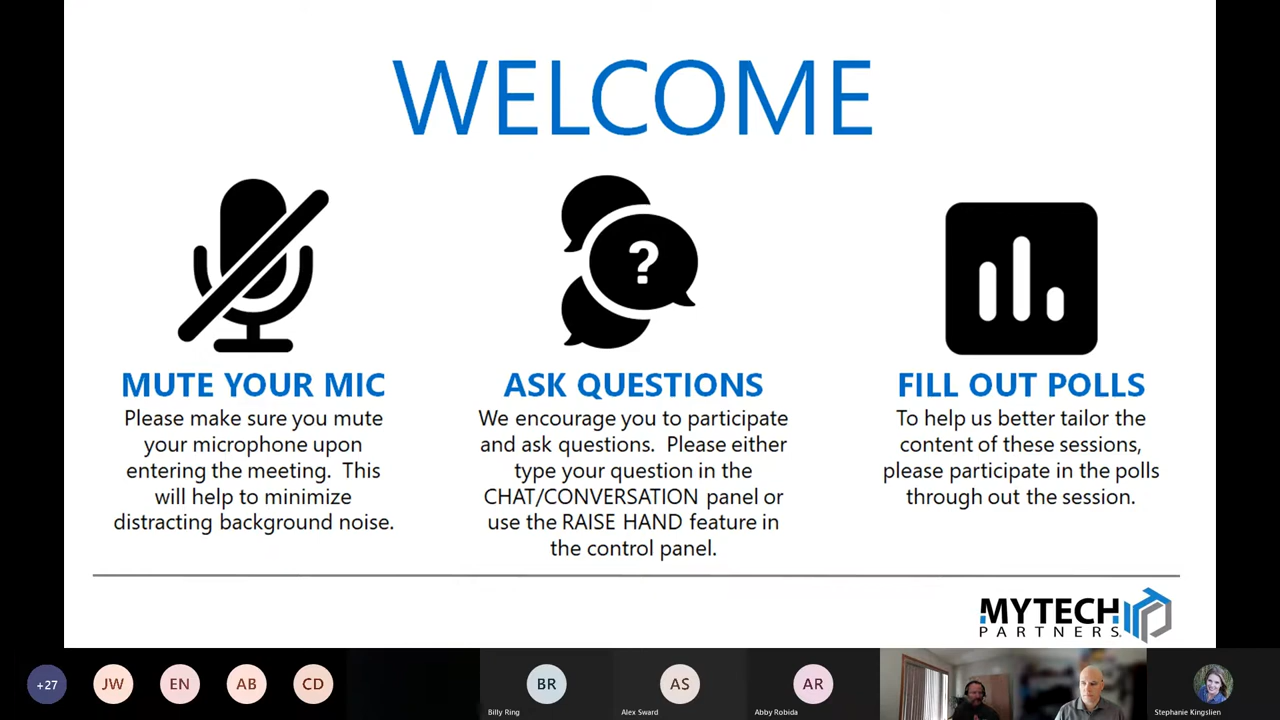 WELCOME
MUTE YOUR MIC
Please make sure you mute
your microphone upon
entering the meeting.  This
will help to minimize
distracting background noise.
?
ASK QUESTIONS
We encourage you to participate
and ask questions.  Please either
type your question in the
CHAT/CONVERSATION panel or
use the RAISE HAND feature in
the control panel.
FILL OUT POLLS
To help us better tailor the
content of these sessions,
please participate in the polls
through out the session.
MYTECH
PARTNERS
+27
JW
EN
AB
CD
BR
Billy Ring
AS
Alex Sward
AR
Abby Robida
Stephanie Kingslien